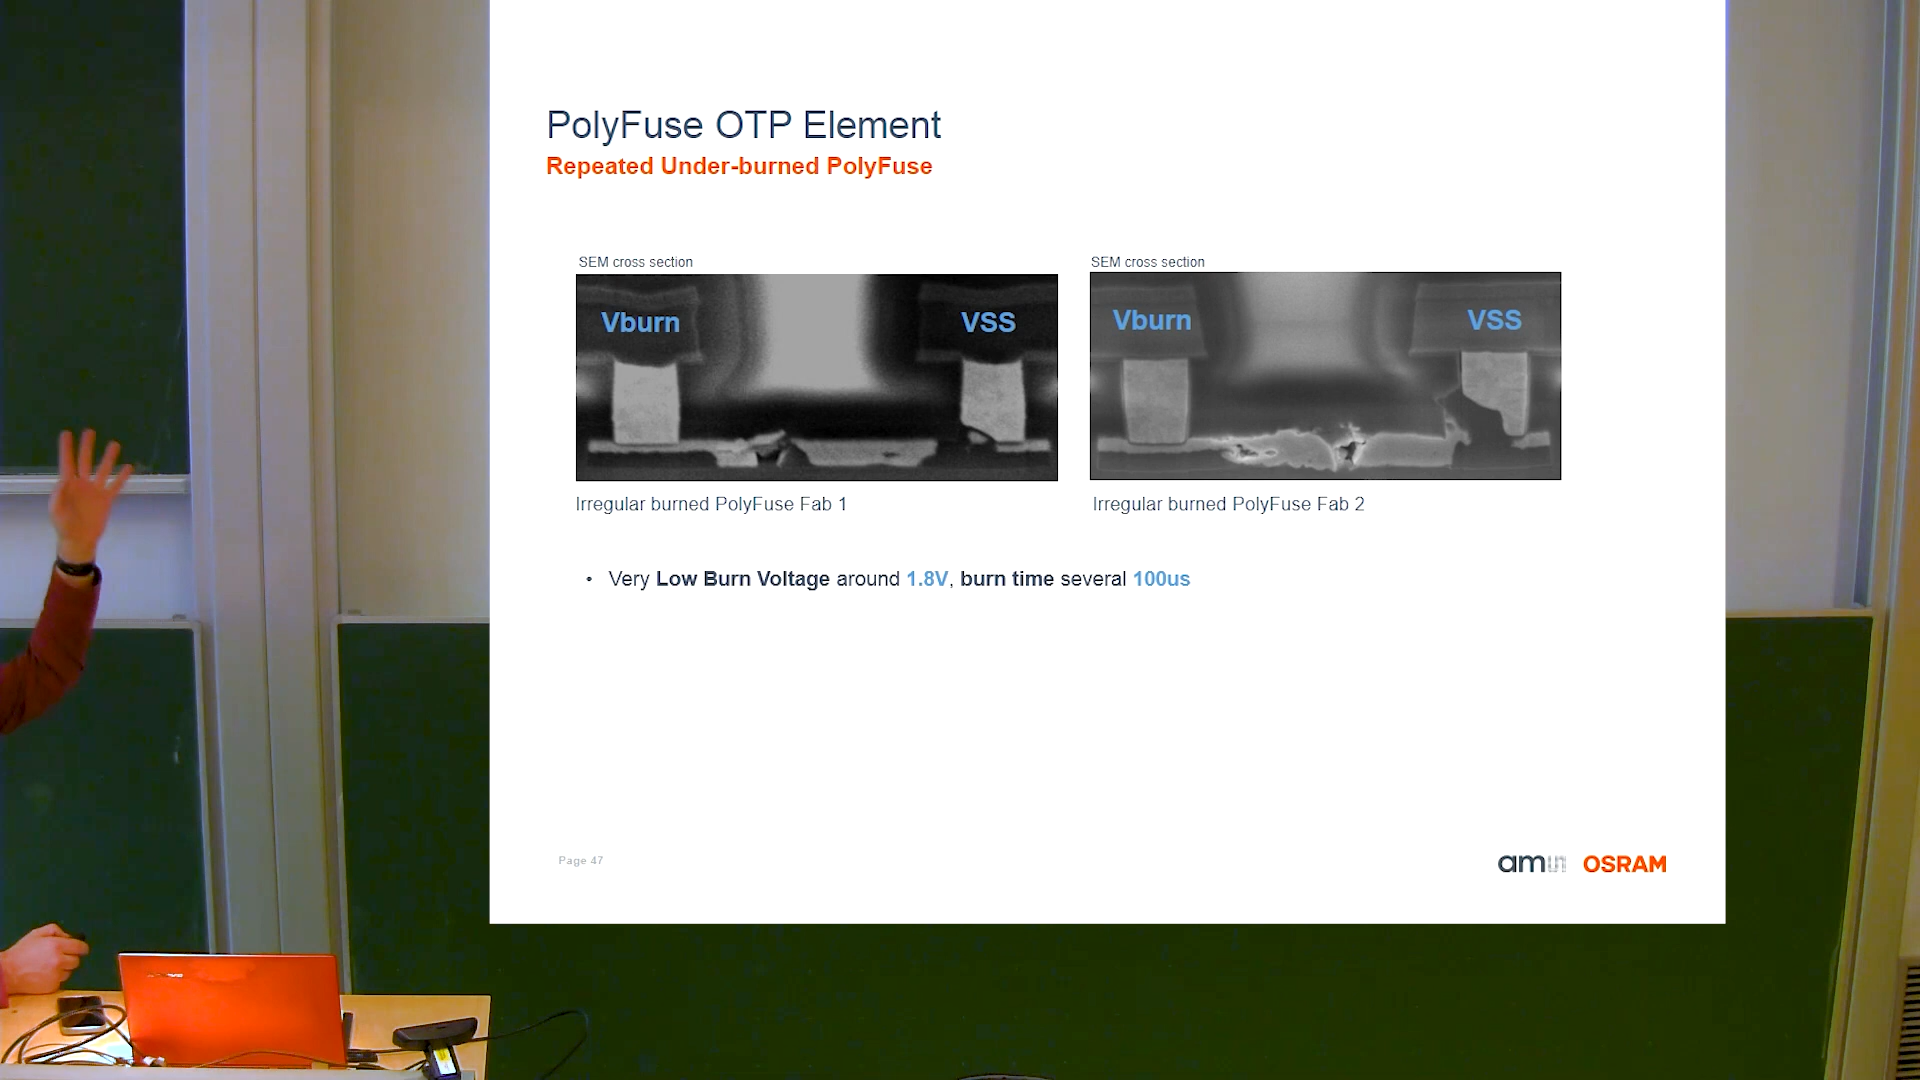 PolyFuse OTP Element
Repeated Under-burned PolyFuse
SEM cross section
SEM cross section
Vburn
VSS
Vburn
VSS
Irregular burned PolyFuse Fab 1
Irregular burned PolyFuse Fab 2
• Very Low Burn Voltage around 1.8V, burn time several 100us
Page 47
am OSRAM